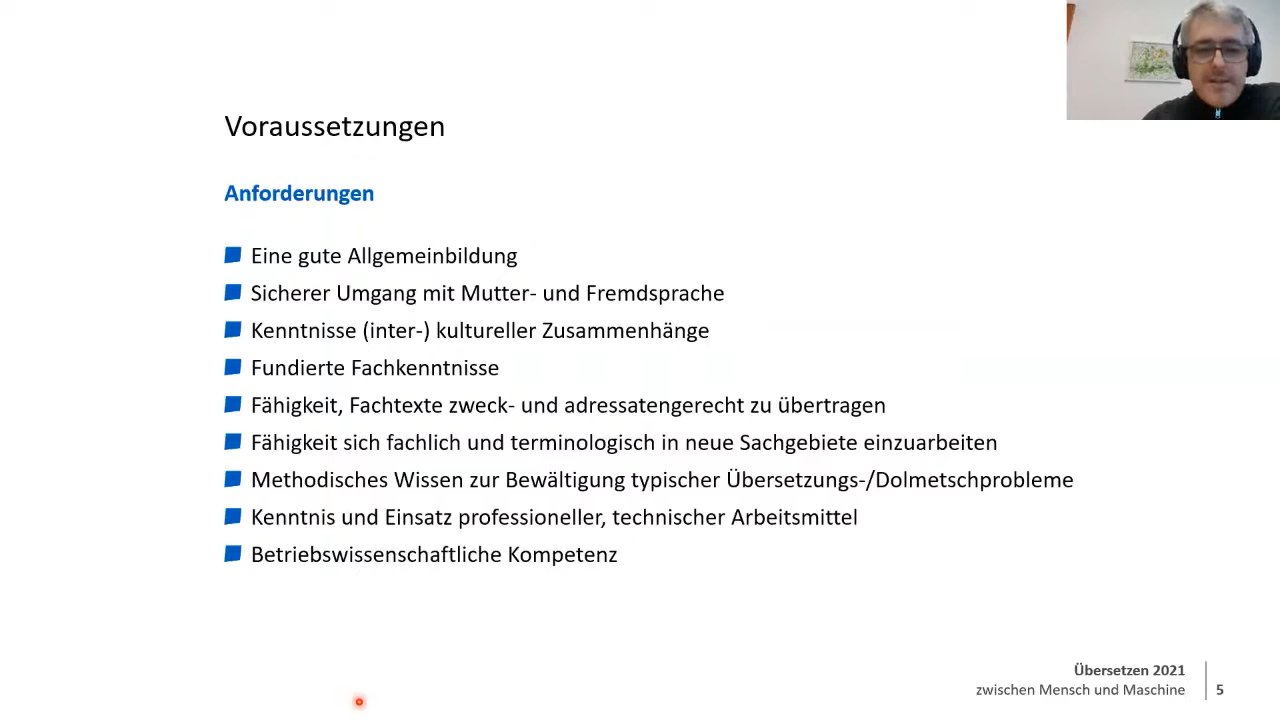 Voraussetzungen
Anforderungen
Eine gute Allgemeinbildung
Sicherer Umgang mit Mutter- und Fremdsprache
Kenntnisse (inter-) kultureller Zusammenhänge
Fundierte Fachkenntnisse
Fähigkeit, Fachtexte zweck- und adressatengerecht zu übertragen
Fähigkeit sich fachlich und terminologisch in neue Sachgebiete einzuarbeiten
Methodisches Wissen zur Bewältigung typischer Übersetzungs-/Dolmetschprobleme
Kenntnis und Einsatz professioneller, technischer Arbeitsmittel
Betriebswissenschaftliche Kompetenz
Übersetzen 2021
zwischen Mensch und Maschine
5